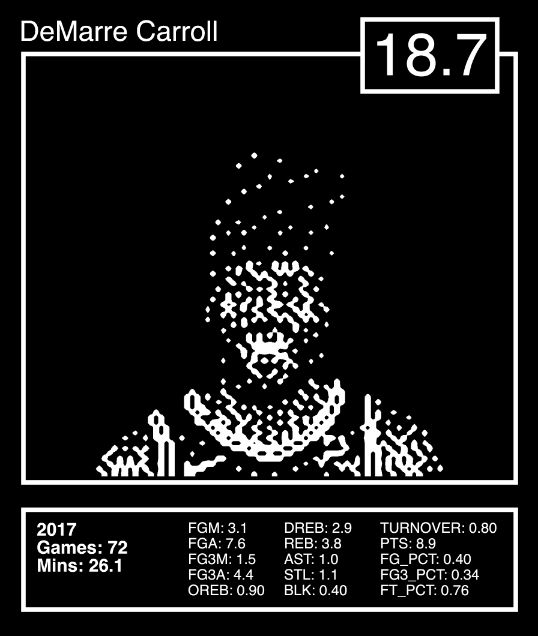 DeMarre Carroll
18.7
2017
Games: 72
Mins: 26.1
FGM: 3.1
FGA: 7.6
FG3M: 1.5
FG3A: 4.4
OREB: 0.90
DREB: 2.9
REB: 3.8
AST: 1.0
STL: 1.1
BLK: 0.40
TURNOVER: 0.80
PTS: 8.9
FG_PCT: 0.40
FG3_PCT: 0.34
FT_PCT: 0.76